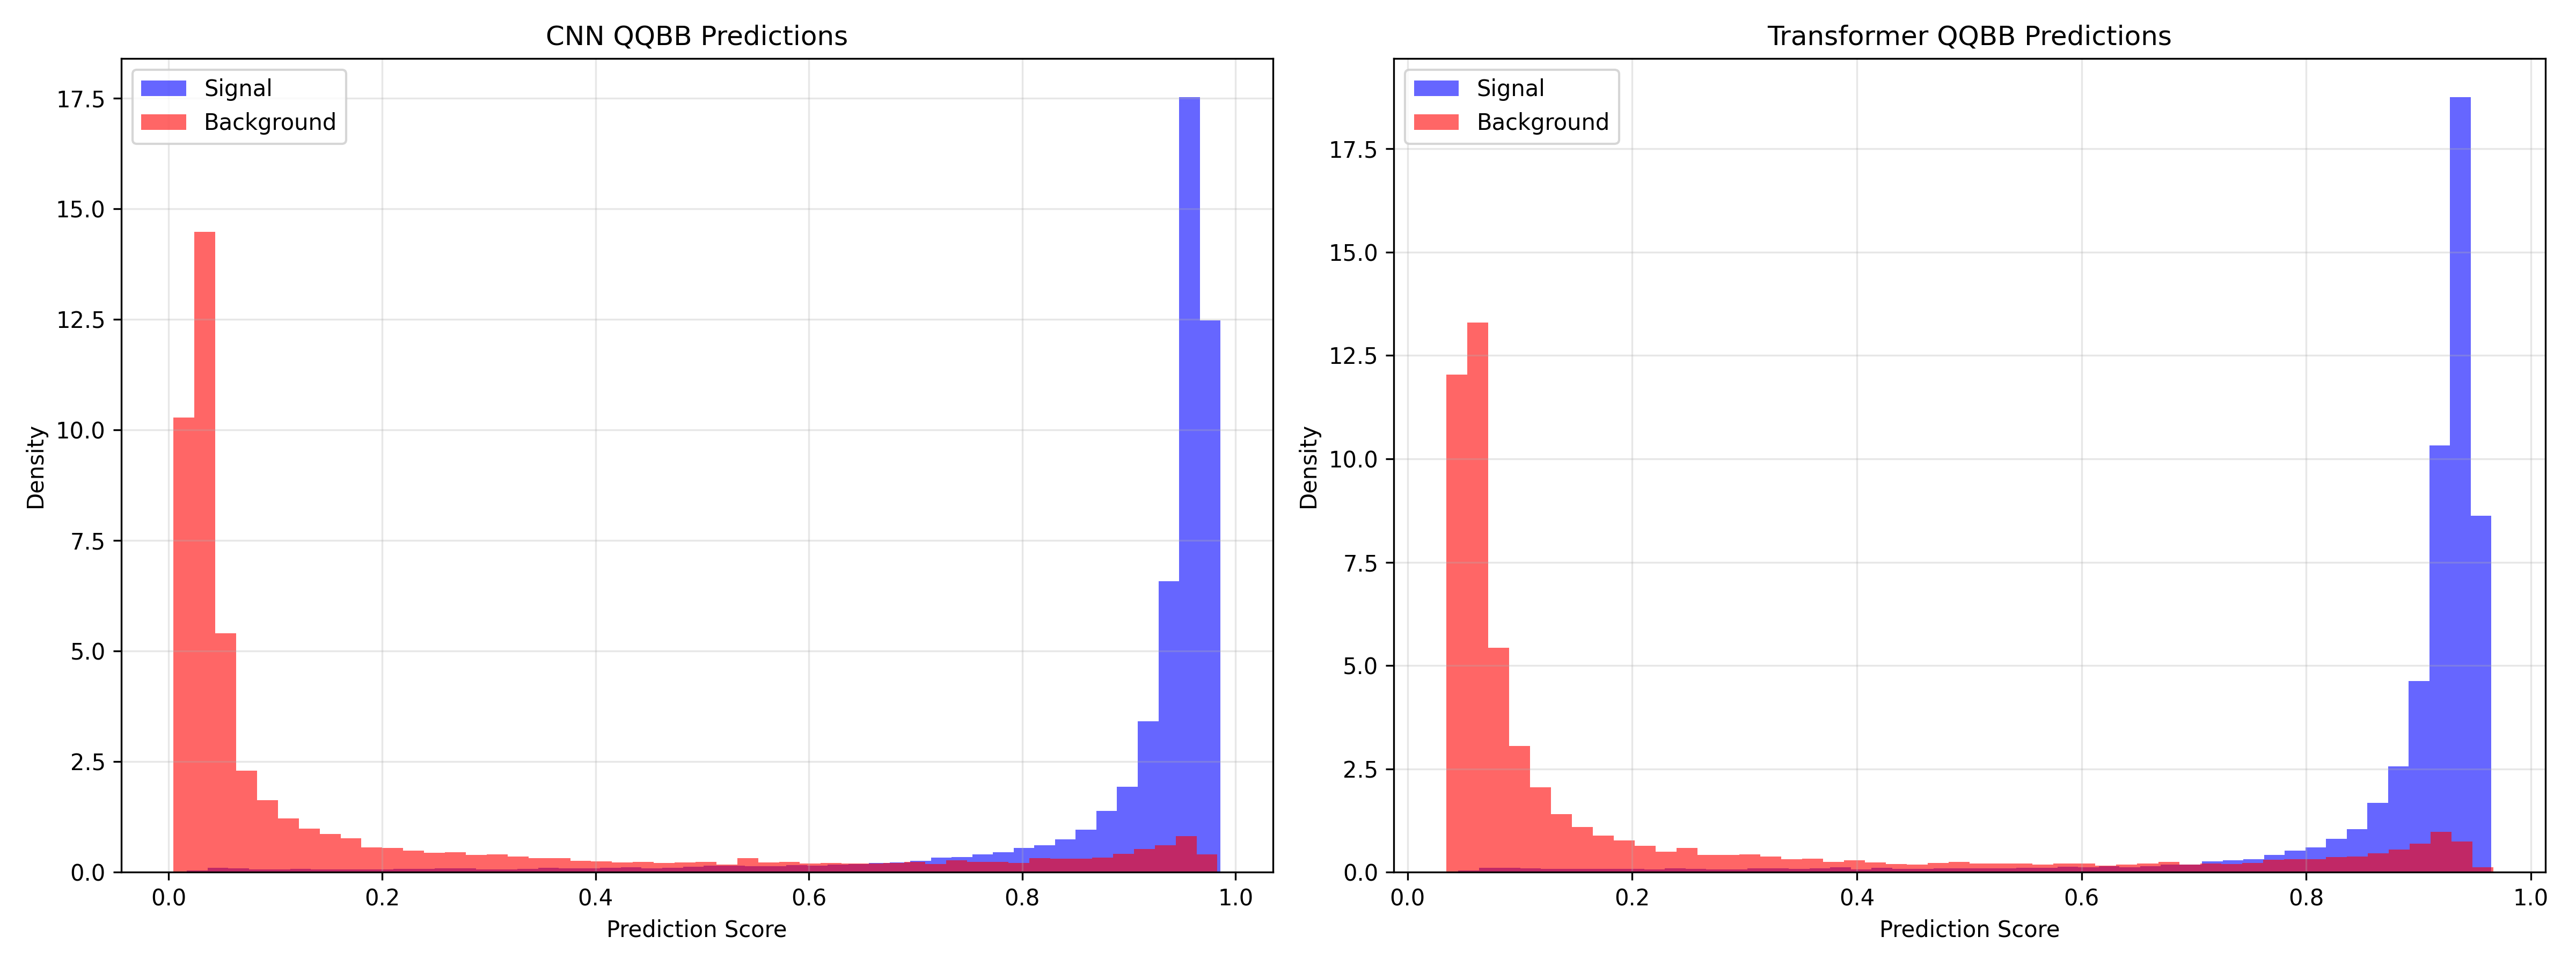 CNN QQBB Predictions
Signal
Background
17.5
15.0
12.5
10.0
7.5
5.0
2.5
0.0
Density
0.0 0.2 0.4 0.6 0.8 1.0
Prediction Score
Transformer QQBB Predictions
Signal
Background
17.5
15.0
12.5
10.0
7.5
5.0
2.5
0.0
Density
0.0 0.2 0.4 0.6 0.8 1.0
Prediction Score